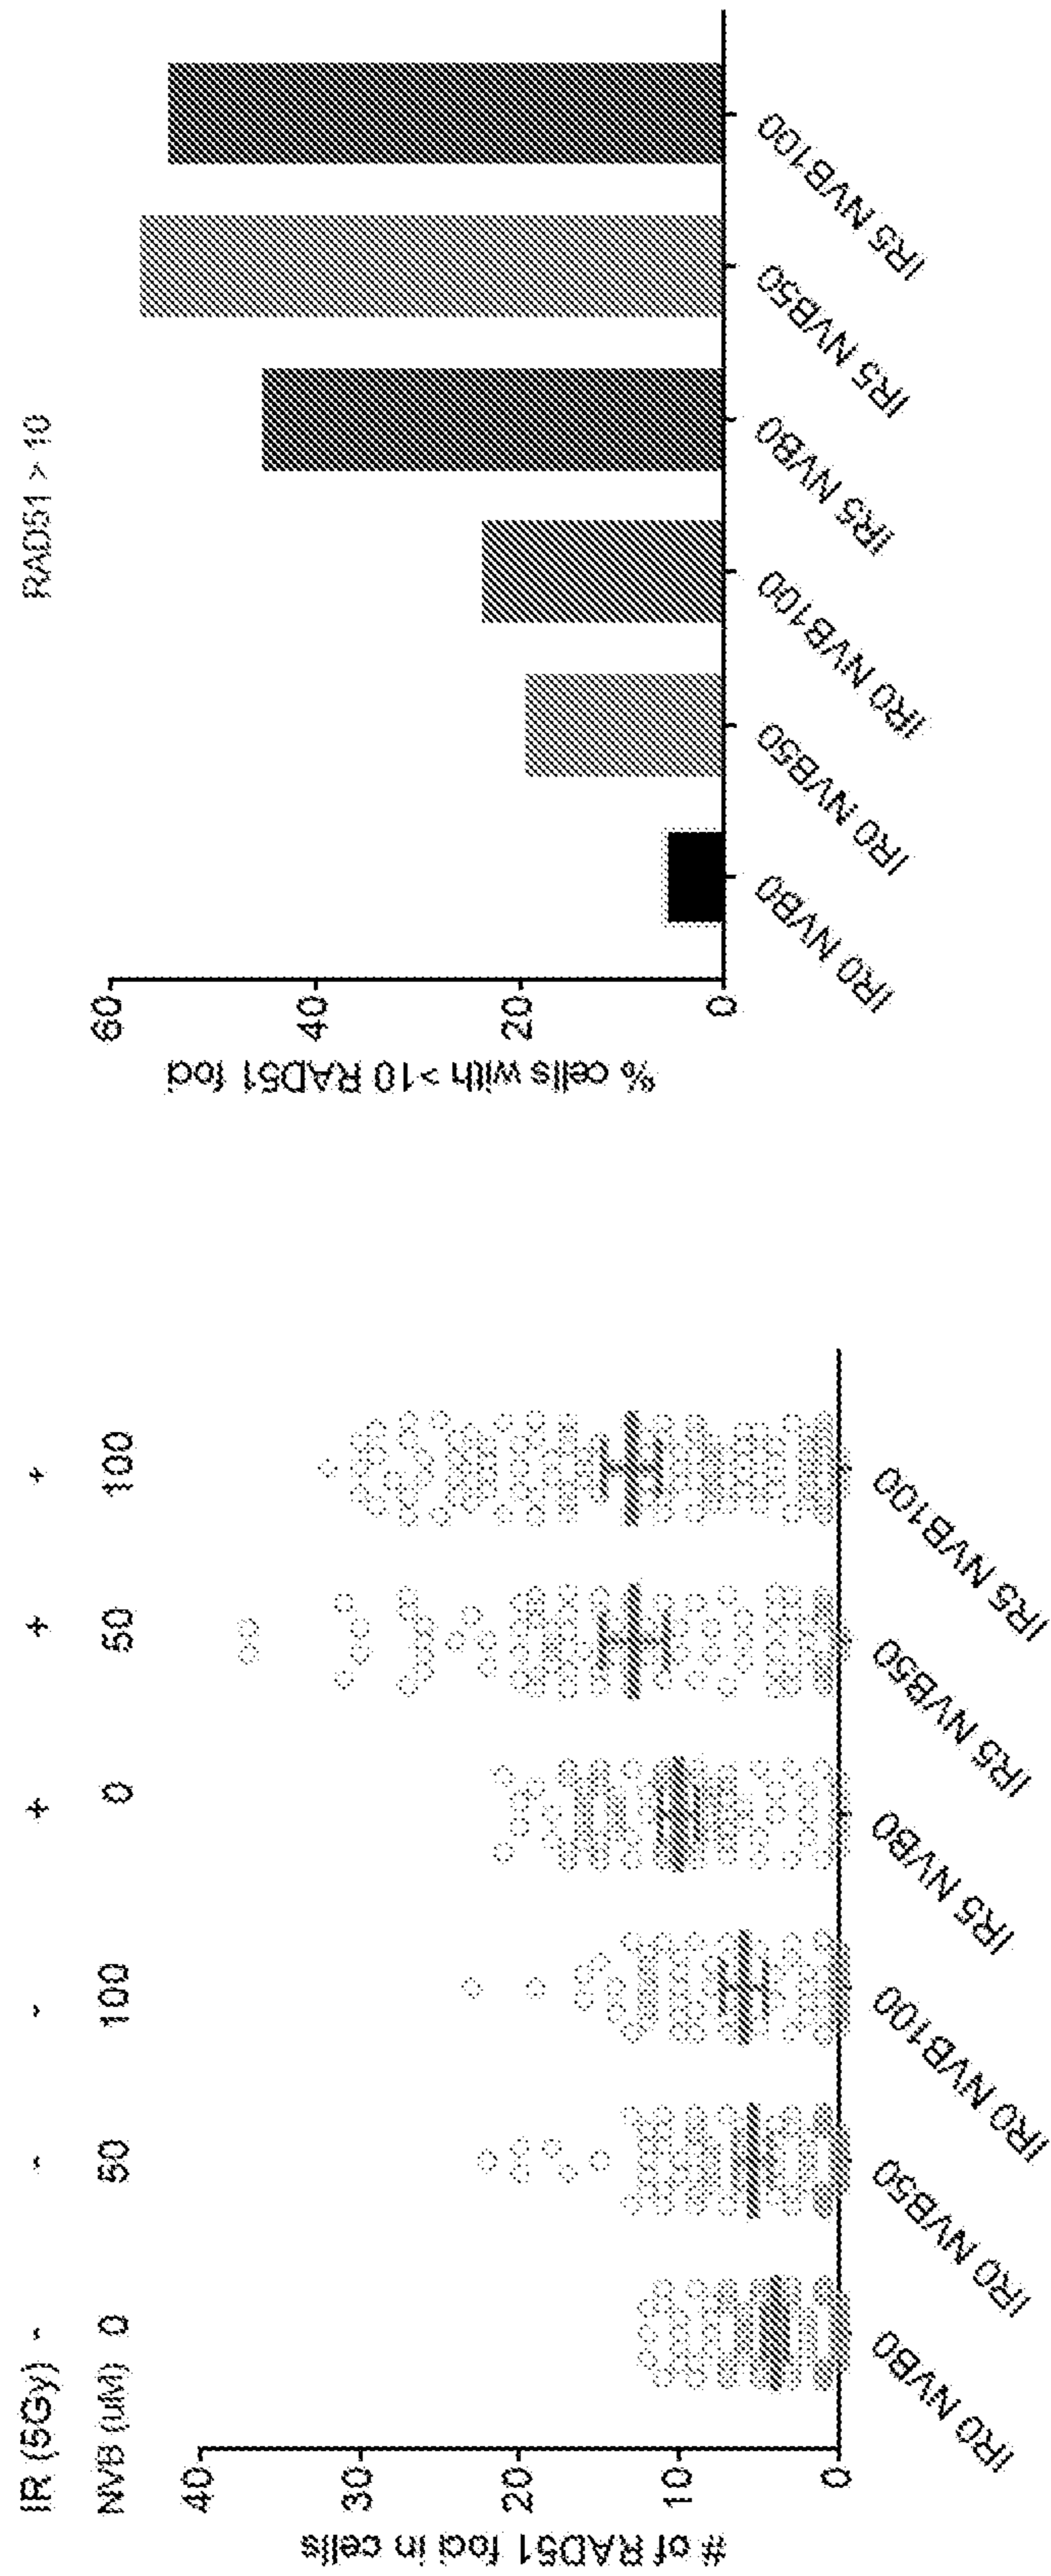 IR (5Gy) - - - + + +
NVB (uM) 0 50 100 0 50 100
# of RAD51 foci in cells
40
30
20
10
0
IR0 NVB0
IR0 NVB50
IR0 NVB100
IR5 NVB0
IR5 NVB50
IR5 NVB100
RAD51 > 10
% cells with >10 RAD51 foci
60
40
20
0
IR0 NVB0
IR0 NVB50
IR0 NVB100
IR5 NVB0
IR5 NVB50
IR5 NVB100